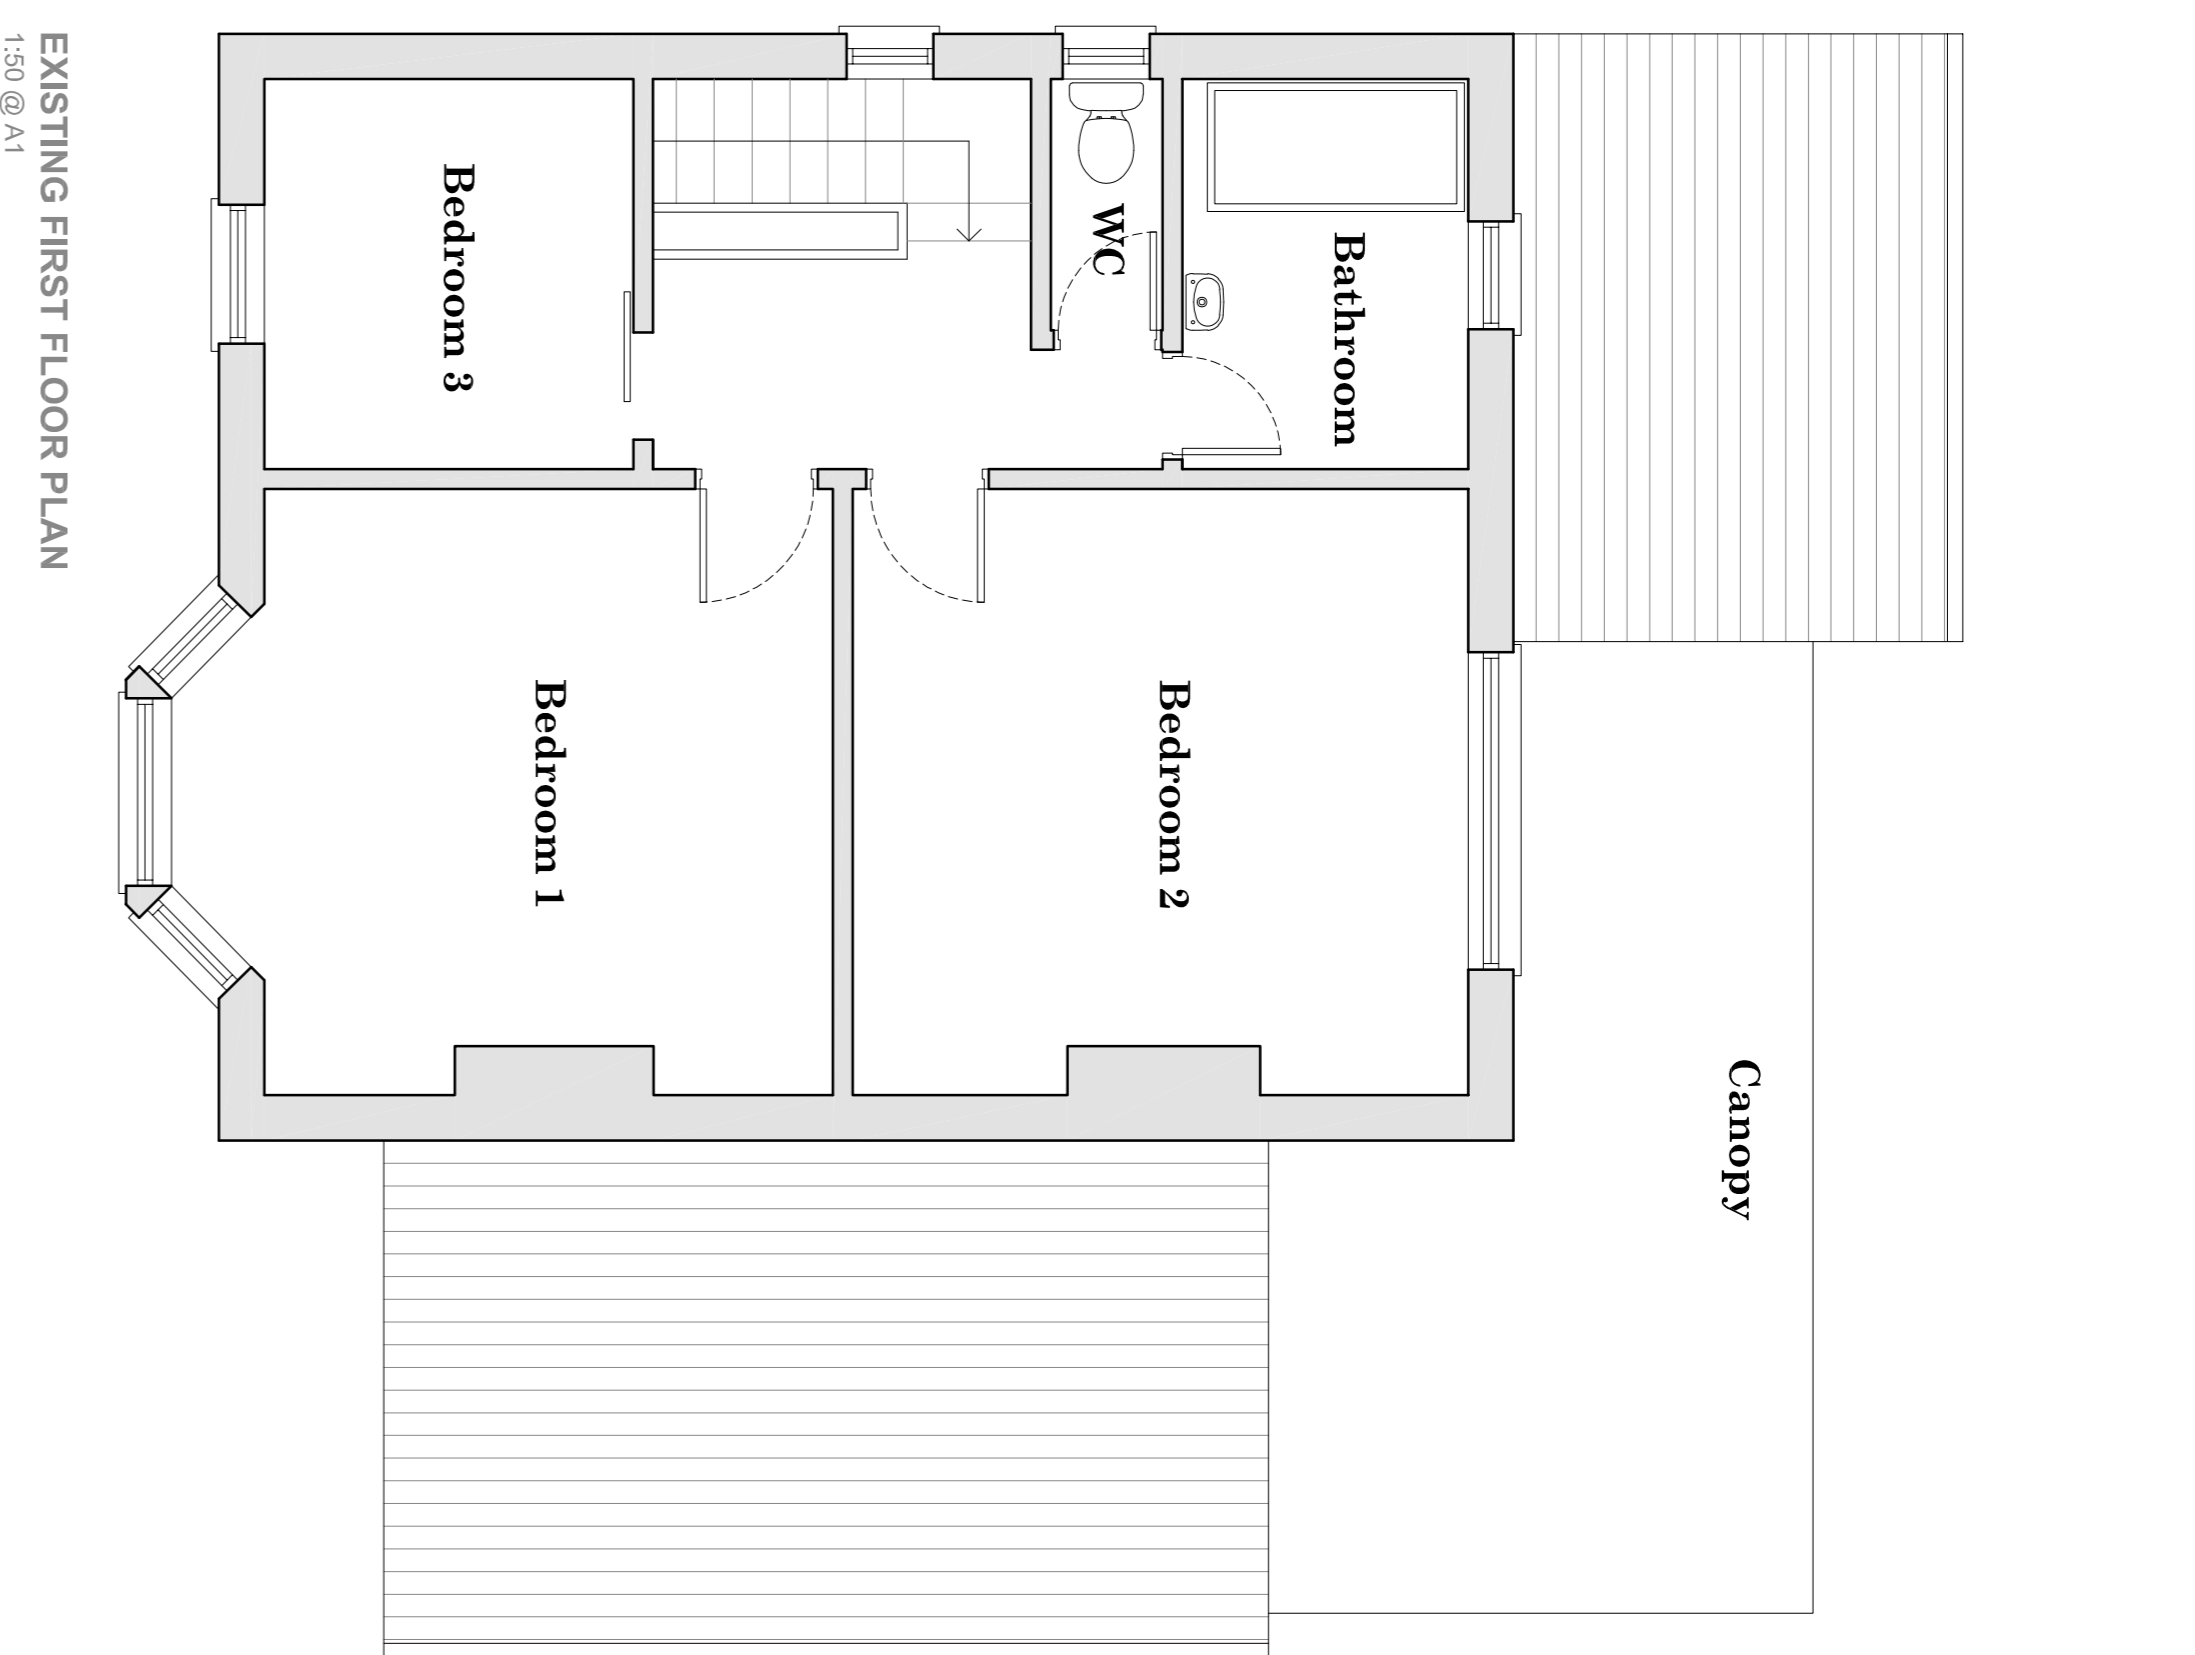 EXISTING FIRST FLOOR PLAN
1:50 @ A1
Bedroom 3
WC
Bathroom
Bedroom 1
Bedroom 2
Canopy